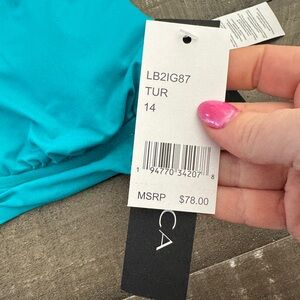 LB2IG87
TUR
14
1 94770 34207 8
MSRP $78.00
CA